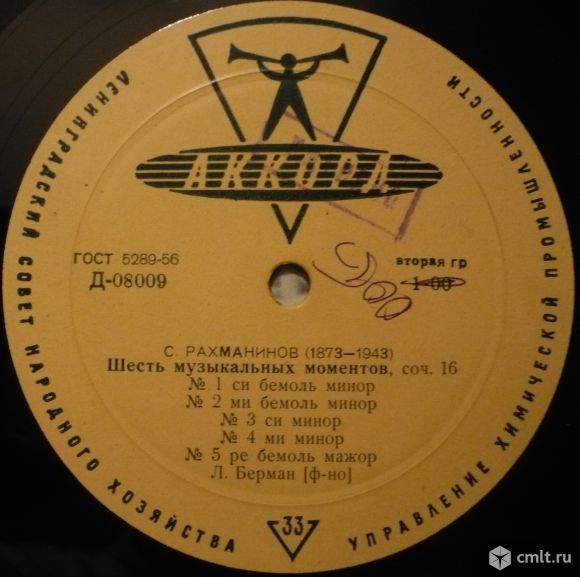 ЛЕНИНГРАДСКИЙ СОВЕТ НАРОДНОГО ХОЗЯЙСТВА
УПРАВЛЕНИЕ ХИМИЧЕСКОЙ ПРОМЫШЛЕННОСТИ
АККОРД
ГОСТ 5289-56
Д-08009
вторая гр
1-00
С. РАХМАНИНОВ (1873—1943)
Шесть музыкальных моментов, соч. 16
№ 1 си бемоль минор
№ 2 ми бемоль минор
№ 3 си минор
№ 4 ми минор
№ 5 ре бемоль мажор
Л. Берман [ф-но]
33
cmlt.ru